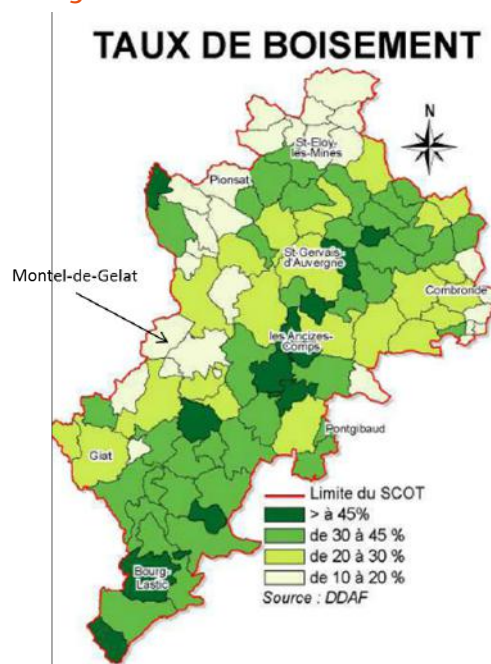 TAUX DE BOISEMENT
N
St-Eloy-
les-Mines
Pionsat
St-Gervais-
d'Auvergne
Montel-de-Gelat
Combronde
les Ancizes-
Comps
Pontgibaud
Giat
Limite du SCOT
> à 45%
de 30 à 45 %
de 20 à 30 %
de 10 à 20 %
Bourg-
Lastic
Source : DDAF